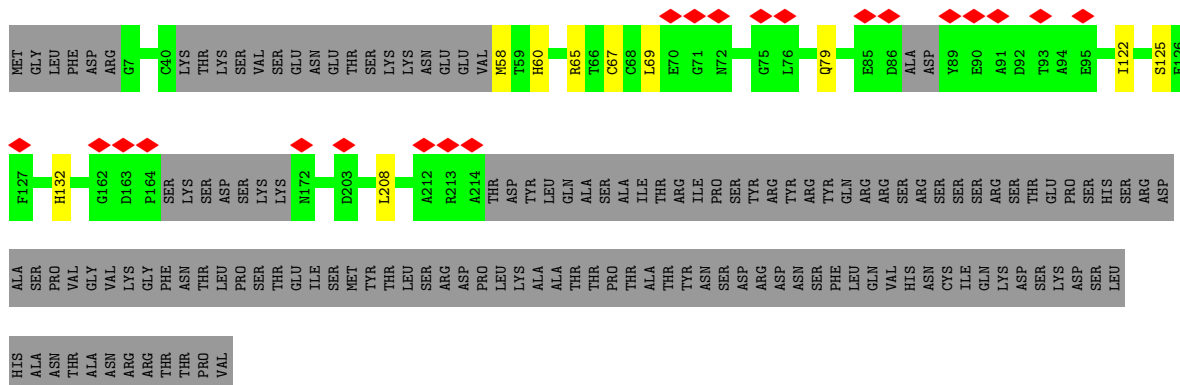 MET GLY LEU PHE ASP ARG G7 C40 LYS THR LYS SER VAL SER GLU ASN GLU THR SER LYS LYS ASN GLU GLU VAL M58 T59 H60 R65 T66 C67 C68 L69 E70 G71 N72 G75 L76 Q79 E85 D86 ALA ASP Y89 E90 A91 D92 T93 A94 E95 I122 S125 F126
F127 H132 G162 D163 P164 SER LYS SER ASP SER LYS LYS N172 D203 L208 A212 R213 A214 THR ASP TYR LEU GLN ALA SER ALA ILE THR ARG ILE PRO SER TYR ARG TYR ARG TYR GLN ARG ARG SER ARG SER SER SER ARG SER THR GLU PRO SER HIS SER ARG ASP
ALA SER PRO VAL GLY VAL LYS GLY PHE ASN THR LEU PRO SER THR GLU ILE SER MET TYR THR LEU SER ARG ASP PRO LEU LYS ALA ALA THR THR PRO THR ALA THR TYR ASN SER ASP ARG ASP ASN SER PHE LEU GLN VAL HIS ASN CYS ILE GLN LYS ASP SER LYS ASP SER LEU
HIS ALA ASN THR ALA ASN ARG ARG THR THR PRO VAL